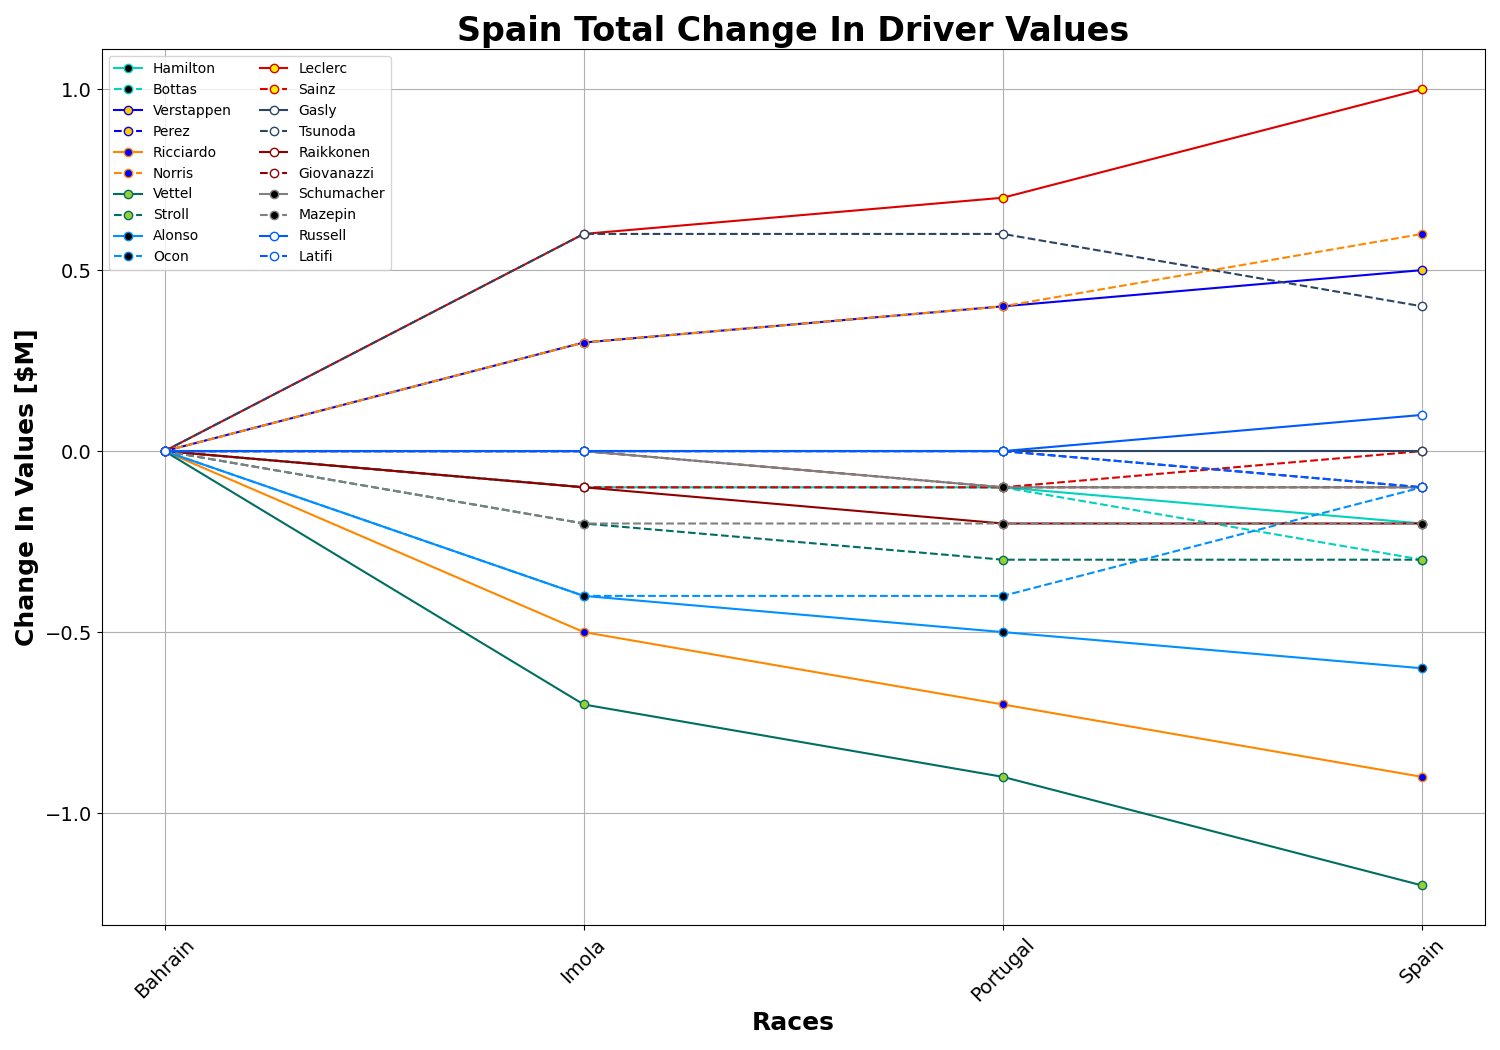 Spain Total Change In Driver Values
Hamilton
Bottas
Verstappen
Perez
Ricciardo
Norris
Vettel
Stroll
Alonso
Ocon
Leclerc
Sainz
Gasly
Tsunoda
Raikkonen
Giovanazzi
Schumacher
Mazepin
Russell
Latifi
Change In Values [$M]
1.0
0.5
0.0
−0.5
−1.0
Bahrain
Imola
Portugal
Spain
Races